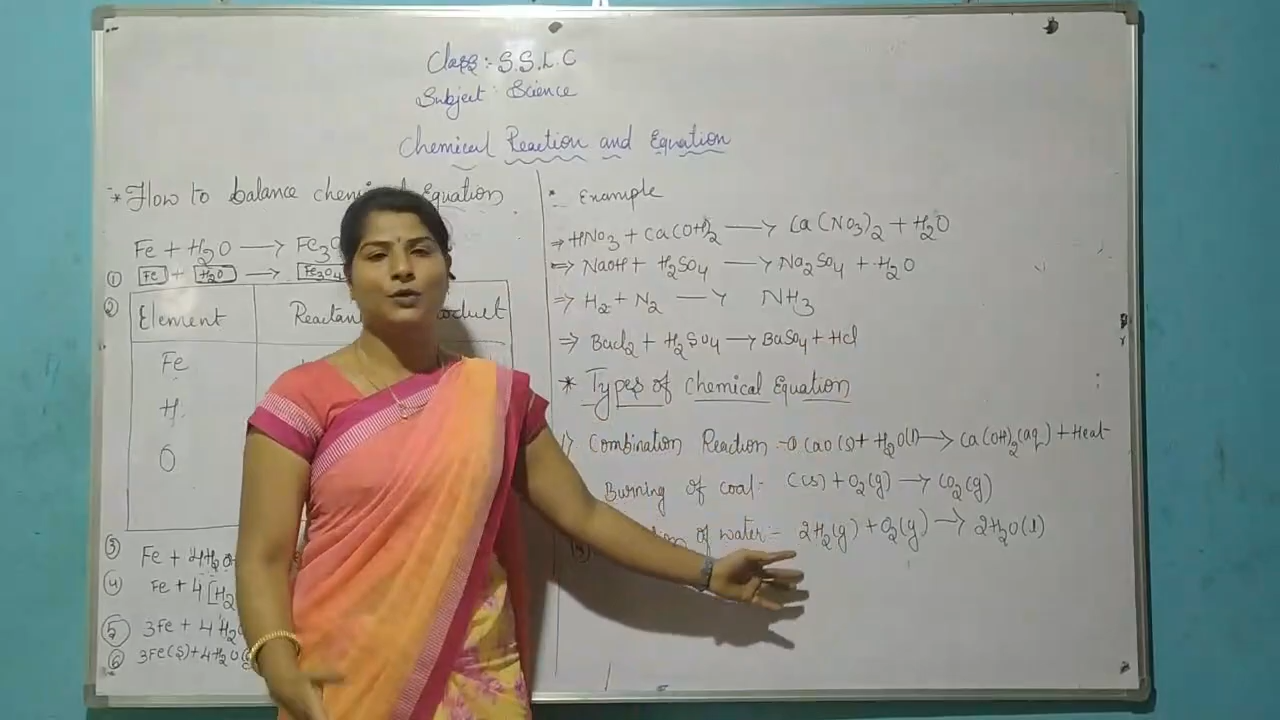 Class :- S.S.L.C
Subject : Science
Chemical Reaction and Equation
* How to balance Equation
Fe + H2O → Fe3O
① Fe + H2O → Fe3O4
②
Element
Fe
H
O
③ Fe + 4H2O
④ Fe + 4[H2
⑤ 3Fe + 4H2
⑥ 3Fe(s) + 4H2O(g
* Example
⇒ HNO3 + Ca(OH)2 → Ca(NO3)2 + H2O
⇒ NaOH + H2SO4 → Na2SO4 + H2O
⇒ H2 + N2 → NH3
⇒ Bacl2 + H2SO4 → BaSO4 + Hcl
* Types of Chemical Equation
1) Combination Reaction CaO(s) + H2O(l) → Ca(OH)2(aq) + Heat
Burning of coal:- C(s) + O2(g) → CO2(g)
of water:- 2H2(g) + O2(g) → 2H2O(l)